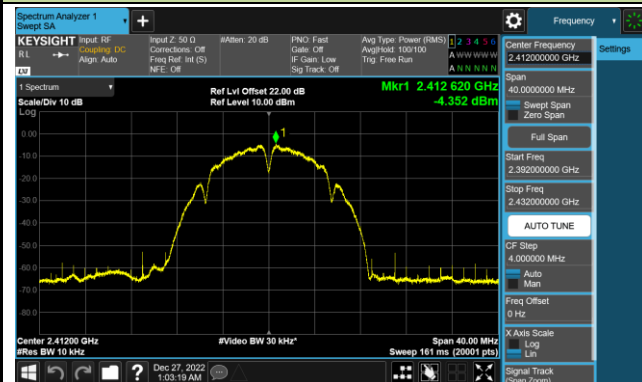 Spectrum Analyzer 1
Swept SA
Frequency
KEYSIGHT
RL
Input: RF
Coupling: DC
Align: Auto
Input Z: 50 Ω
Corrections: Off
Freq Ref: Int (S)
NFE: Off
#Atten: 20 dB
PNO: Fast
Gate: Off
IF Gain: Low
Sig Track: Off
Avg Type: Power (RMS)
Avg|Hold: 100/100
Trig: Free Run
1 2 3 4 5 6
A W W W W W
A N N N N N
LXI
1 Spectrum
Scale/Div 10 dB
Ref Lvl Offset 22.00 dB
Ref Level 10.00 dBm
Mkr1 2.412 620 GHz
-4.352 dBm
Log
0.00
-10.0
-20.0
-30.0
-40.0
-50.0
-60.0
-70.0
-80.0
1
Center 2.41200 GHz
#Res BW 10 kHz
#Video BW 30 kHz*
Span 40.00 MHz
Sweep 161 ms (20001 pts)
Dec 27, 2022
1:03:19 AM
Center Frequency
2.412000000 GHz
Span
40.0000000 MHz
Swept Span
Zero Span
Full Span
Start Freq
2.392000000 GHz
Stop Freq
2.432000000 GHz
AUTO TUNE
CF Step
4.000000 MHz
Auto
Man
Freq Offset
0 Hz
X Axis Scale
Log
Lin
Signal Track
(Span Zoom)
Settings